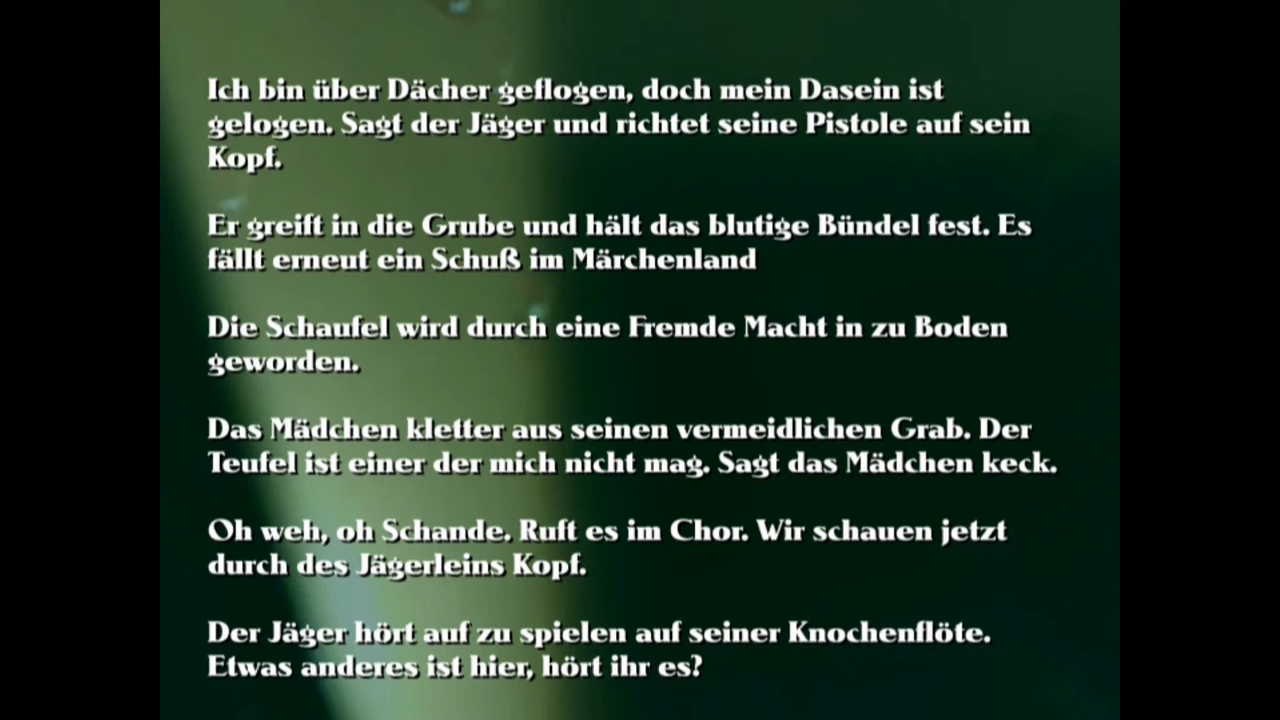 Ich bin über Dächer geflogen, doch mein Dasein ist
gelogen. Sagt der Jäger und richtet seine Pistole auf sein
Kopf.
Er greift in die Grube und hält das blutige Bündel fest. Es
fällt erneut ein Schuß im Märchenland
Die Schaufel wird durch eine Fremde Macht in zu Boden
geworden.
Das Mädchen kletter aus seinen vermeidlichen Grab. Der
Teufel ist einer der mich nicht mag. Sagt das Mädchen keck.
Oh weh, oh Schande. Ruft es im Chor. Wir schauen jetzt
durch des Jägerleins Kopf.
Der Jäger hört auf zu spielen auf seiner Knochenflöte.
Etwas anderes ist hier, hört ihr es?